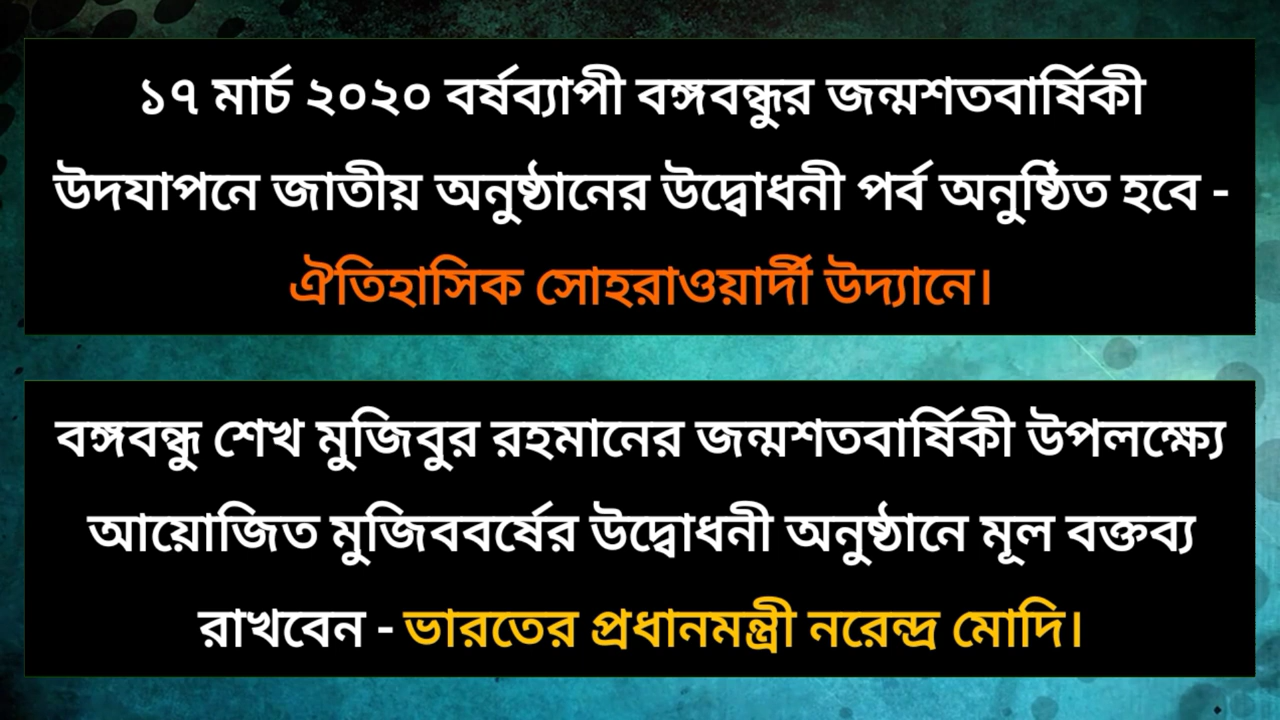 ১৭ মার্চ ২০২০ বর্ষব্যাপী বঙ্গবন্ধুর জন্মশতবার্ষিকী
উদযাপনে জাতীয় অনুষ্ঠানের উদ্বোধনী পর্ব অনুষ্ঠিত হবে -
ঐতিহাসিক সোহরাওয়ার্দী উদ্যানে।
বঙ্গবন্ধু শেখ মুজিবুর রহমানের জন্মশতবার্ষিকী উপলক্ষ্যে
আয়োজিত মুজিববর্ষের উদ্বোধনী অনুষ্ঠানে মূল বক্তব্য
রাখবেন - ভারতের প্রধানমন্ত্রী নরেন্দ্র মোদি।